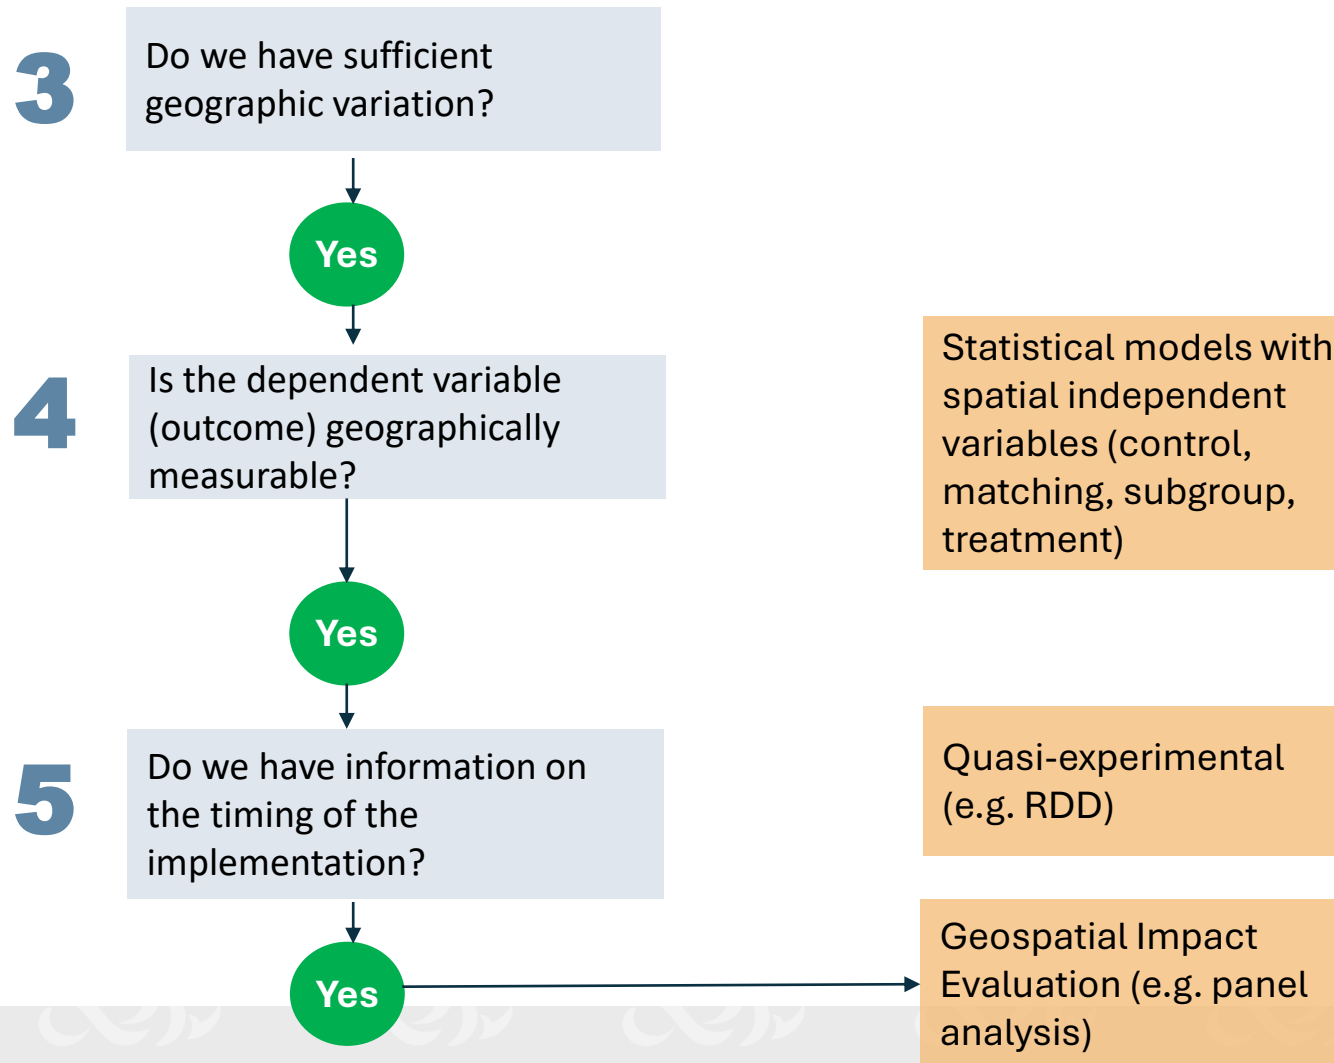 3
Do we have sufficient
geographic variation?
Yes
4
Is the dependent variable
(outcome) geographically
measurable?
Statistical models with
spatial independent
variables (control,
matching, subgroup,
treatment)
Yes
5
Do we have information on
the timing of the
implementation?
Quasi-experimental
(e.g. RDD)
Yes
Geospatial Impact
Evaluation (e.g. panel
analysis)